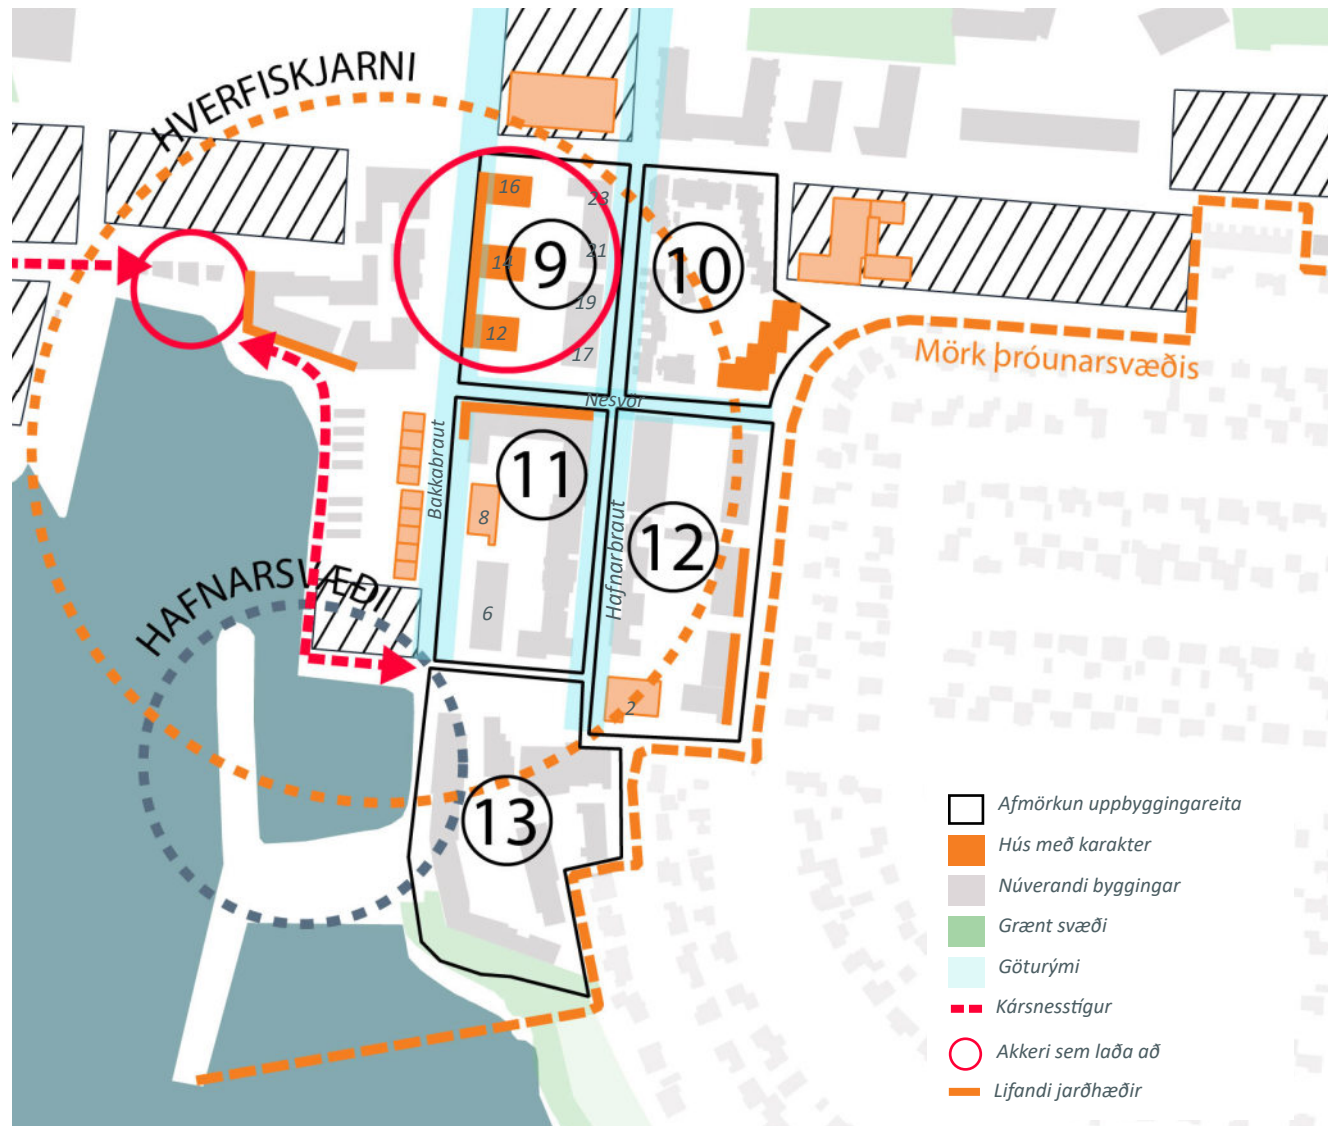 HVERFISKJARNI
16
23
9
10
14
21
19
12
17
Mörk þróunarsvæðis
Nesvör
Bakkabraut
11
8
Hafnarbraut
12
HAFNARSVÆÐI
6
2
13
Afmörkun uppbyggingareita
Hús með karakter
Núverandi byggingar
Grænt svæði
Göturými
Kársnesstígur
Akkeri sem laða að
Lifandi jarðhæðir